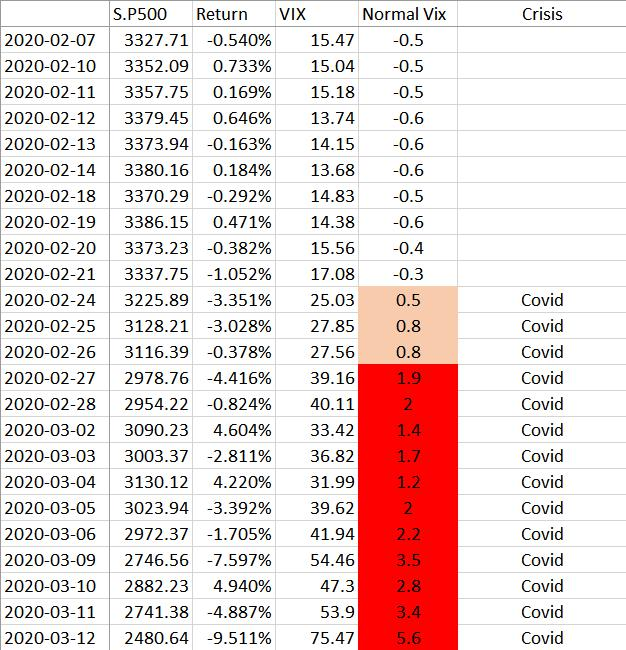 S.P500 Return VIX Normal Vix Crisis
2020-02-07 3327.71 -0.540% 15.47 -0.5
2020-02-10 3352.09 0.733% 15.04 -0.5
2020-02-11 3357.75 0.169% 15.18 -0.5
2020-02-12 3379.45 0.646% 13.74 -0.6
2020-02-13 3373.94 -0.163% 14.15 -0.6
2020-02-14 3380.16 0.184% 13.68 -0.6
2020-02-18 3370.29 -0.292% 14.83 -0.5
2020-02-19 3386.15 0.471% 14.38 -0.6
2020-02-20 3373.23 -0.382% 15.56 -0.4
2020-02-21 3337.75 -1.052% 17.08 -0.3
2020-02-24 3225.89 -3.351% 25.03 0.5 Covid
2020-02-25 3128.21 -3.028% 27.85 0.8 Covid
2020-02-26 3116.39 -0.378% 27.56 0.8 Covid
2020-02-27 2978.76 -4.416% 39.16 1.9 Covid
2020-02-28 2954.22 -0.824% 40.11 2 Covid
2020-03-02 3090.23 4.604% 33.42 1.4 Covid
2020-03-03 3003.37 -2.811% 36.82 1.7 Covid
2020-03-04 3130.12 4.220% 31.99 1.2 Covid
2020-03-05 3023.94 -3.392% 39.62 2 Covid
2020-03-06 2972.37 -1.705% 41.94 2.2 Covid
2020-03-09 2746.56 -7.597% 54.46 3.5 Covid
2020-03-10 2882.23 4.940% 47.3 2.8 Covid
2020-03-11 2741.38 -4.887% 53.9 3.4 Covid
2020-03-12 2480.64 -9.511% 75.47 5.6 Covid